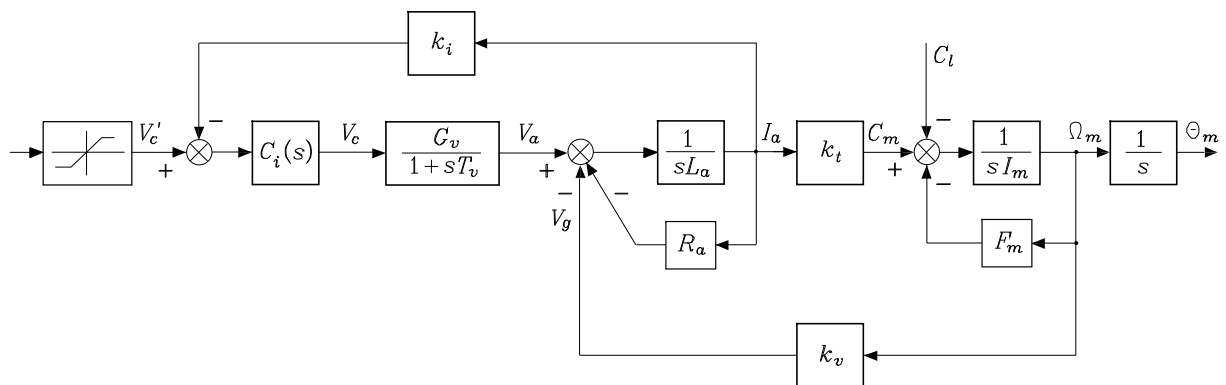 k_i
C_l
−
−
V_c'
+
C_i(s)
V_c
G_v
1+sT_v
V_a
+
−
V_g
−
1
sL_a
I_a
k_t
C_m
+
−
1
sI_m
Ω_m
1
s
Θ_m
R_a
F_m
k_v